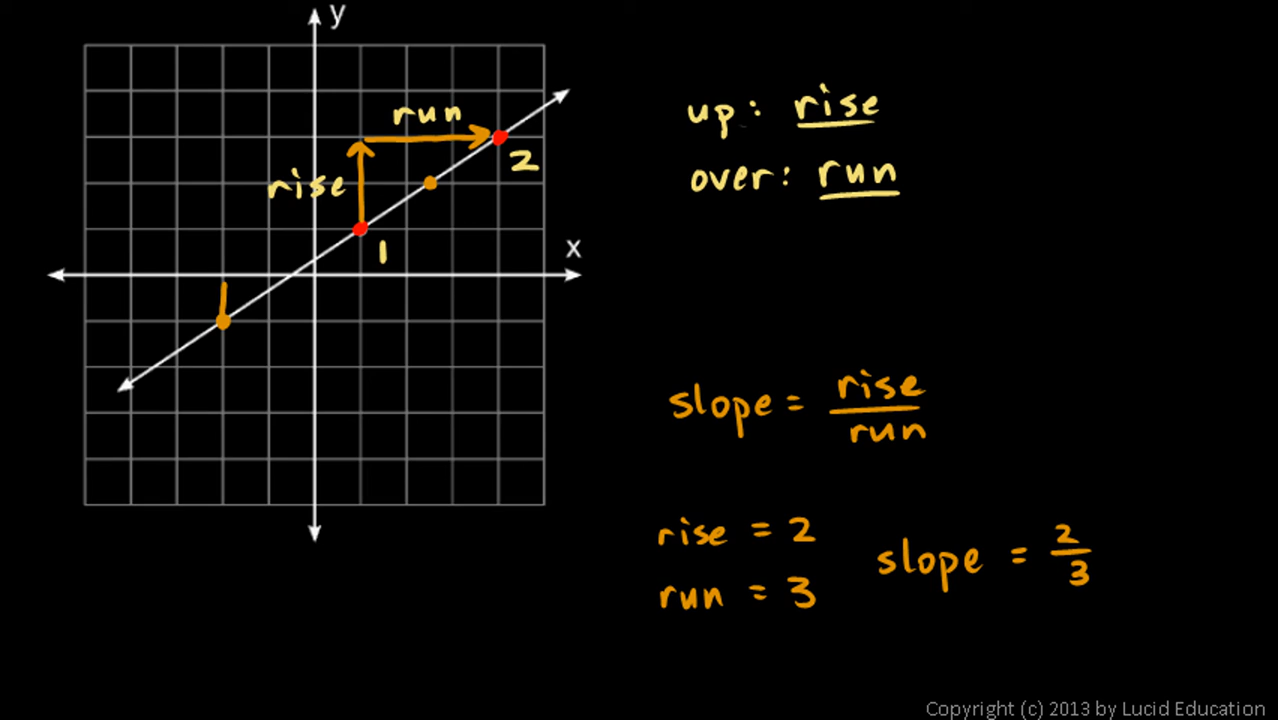 y
run
rise
2
1
x
up: rise
over: run
slope = rise/run
rise = 2
run = 3
slope = 2/3
Copyright (c) 2013 by Lucid Education